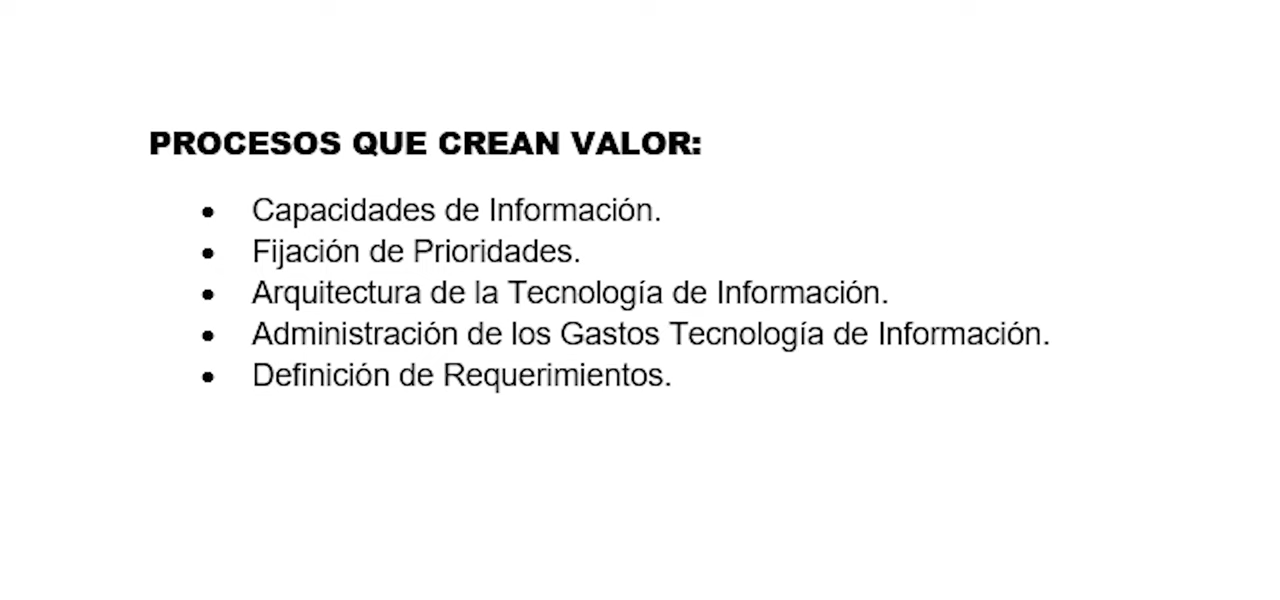 PROCESOS QUE CREAN VALOR:
• Capacidades de Información.
• Fijación de Prioridades.
• Arquitectura de la Tecnología de Información.
• Administración de los Gastos Tecnología de Información.
• Definición de Requerimientos.